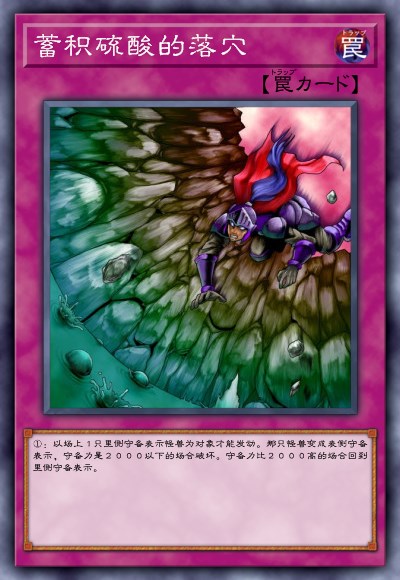 蓄积硫酸的落穴
トラップ
罠
トラップ
【罠カード】
①：以场上1只里侧守备表示怪兽为对象才能发动。那只怪兽变成表侧守备
表示，守备力是2000以下的场合破坏。守备力比2000高的场合回到
里侧守备表示。